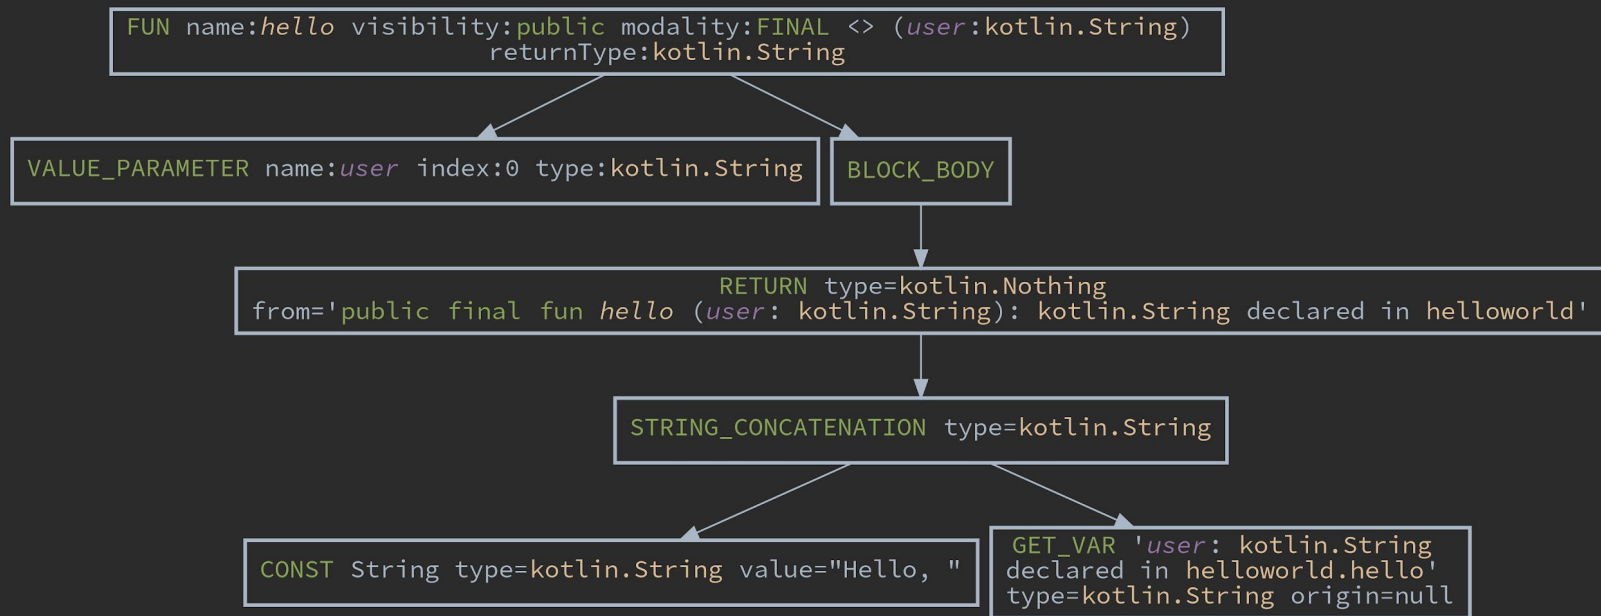 FUN name:hello visibility:public modality:FINAL <> (user:kotlin.String)
returnType:kotlin.String
VALUE_PARAMETER name:user index:0 type:kotlin.String
BLOCK_BODY
RETURN type=kotlin.Nothing
from='public final fun hello (user: kotlin.String): kotlin.String declared in helloworld'
STRING_CONCATENATION type=kotlin.String
CONST String type=kotlin.String value="Hello, "
GET_VAR 'user: kotlin.String
declared in helloworld.hello'
type=kotlin.String origin=null